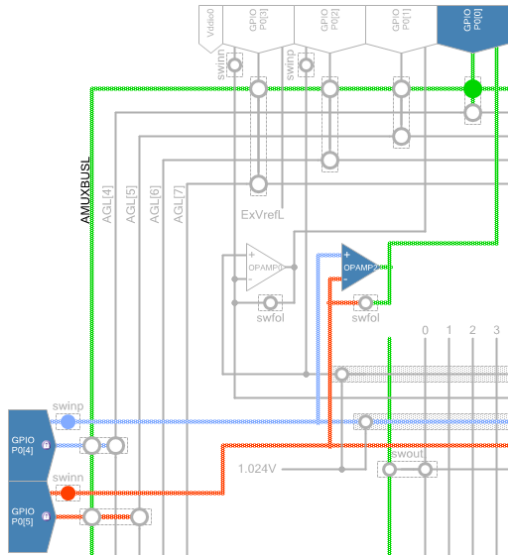 Vddio0
GPIO
P0[3]
GPIO
P0[2]
GPIO
P0[1]
GPIO
P0[0]
swinn
swinp
AMUXBUSL
AGL[4]
AGL[5]
AGL[6]
AGL[7]
ExVrefL
+
-
+
-
swfol
swfol
0 1 2 3
swinp
GPIO
P0[4]
swout
swinn
1.024V
GPIO
P0[5]